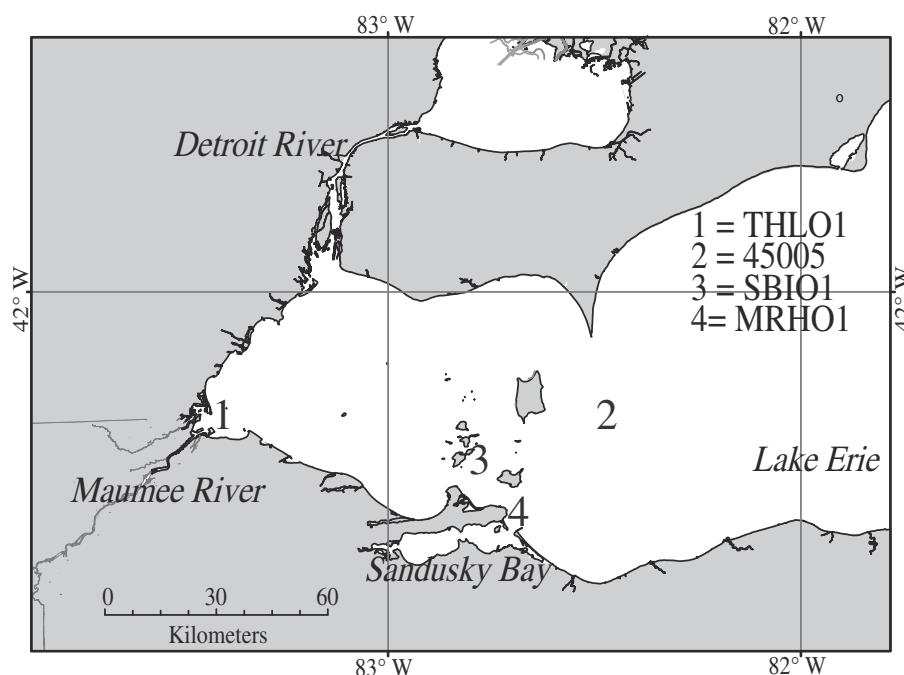 83° W
82° W
Detroit River
1 = THLO1
2 = 45005
3 = SBIO1
4= MRHO1
42° W
42° W
1
2
3
Lake Erie
Maumee River
4
Sandusky Bay
0 30 60
Kilometers
83° W
82° W